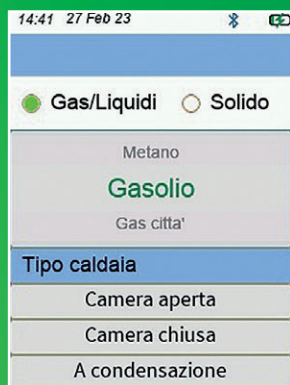 14:41 27 Feb 23
Gas/Liquidi Solido
Metano
Gasolio
Gas citta'
Tipo caldaia
Camera aperta
Camera chiusa
A condensazione